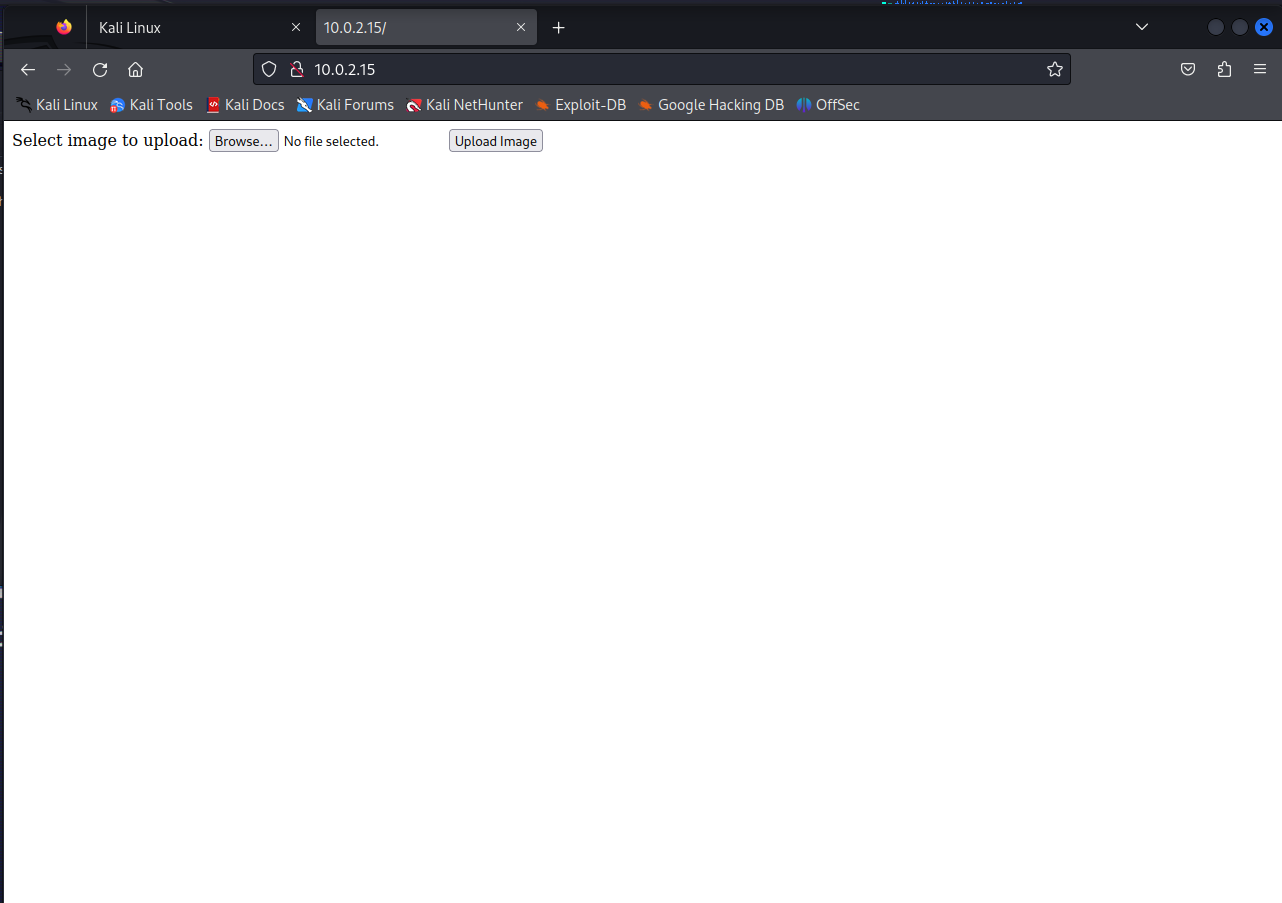 Kali Linux
10.0.2.15/
10.0.2.15
Kali Linux Kali Tools Kali Docs Kali Forums Kali NetHunter Exploit-DB Google Hacking DB OffSec
Select image to upload: Browse... No file selected. Upload Image